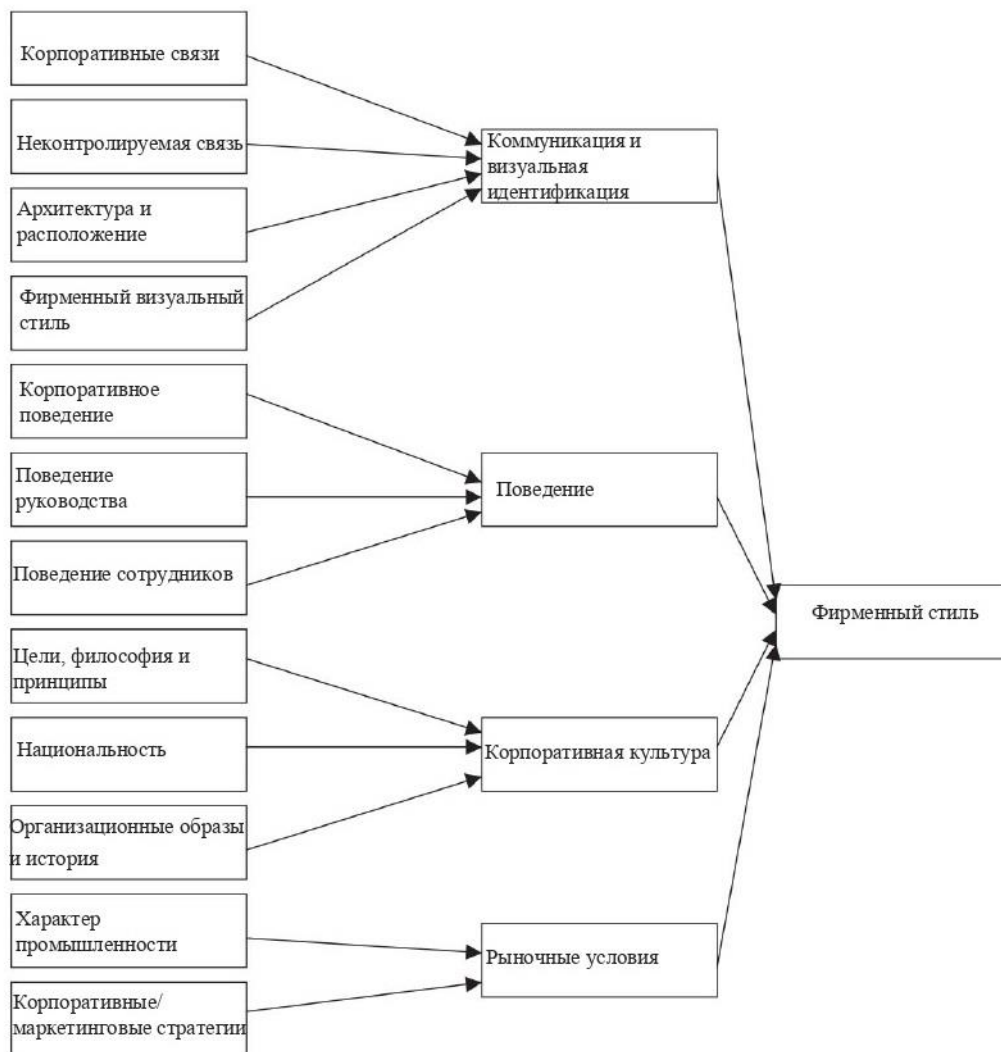 Корпоративные связи
Неконтролируемая связь
Архитектура и
расположение
Фирменный визуальный
стиль
Корпоративное
поведение
Поведение
руководства
Поведение сотрудников
Цели, философия и
принципы
Национальность
Организационные образы
и история
Характер
промышленности
Корпоративные/
маркетинговые стратегии
Коммуникация и
визуальная
идентификация
Поведение
Корпоративная культура
Рыночные условия
Фирменный стиль